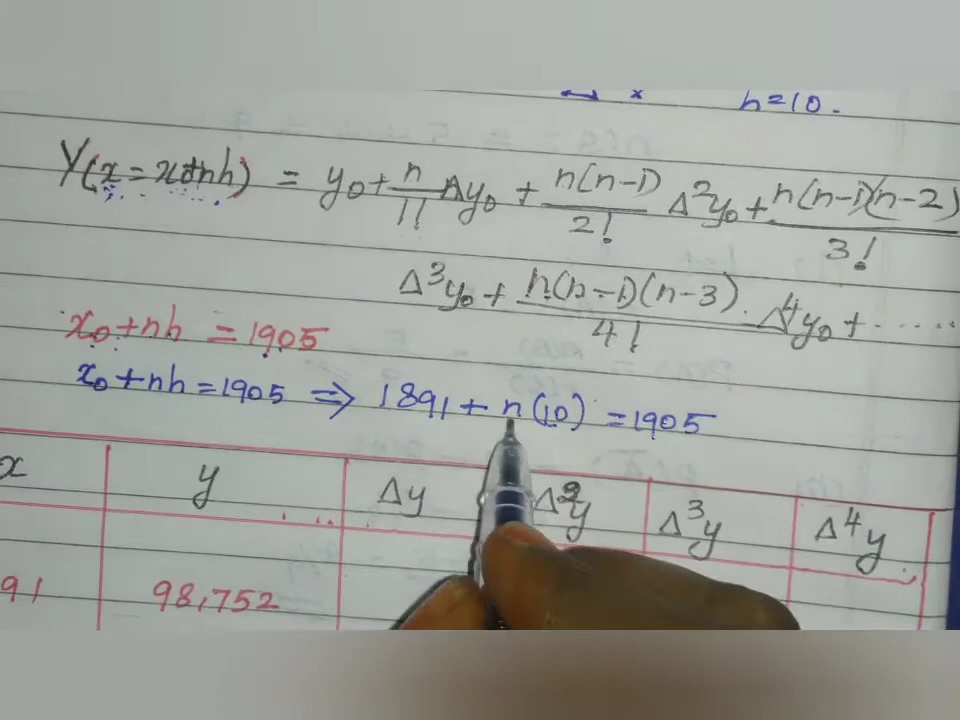 h=10.
Y(x=x0+nh) = y0 + n/1! Δy0 + n(n-1)/2! Δ²y0 + n(n-1)(n-2)/3!
Δ³y0 + n(n-1)(n-3)/4! . Δ⁴y0 + .....
x0+nh = 1905
x0+nh=1905 ⇒ 1891 + n(10) = 1905
x y Δy Δ²y Δ³y Δ⁴y
91 98,752